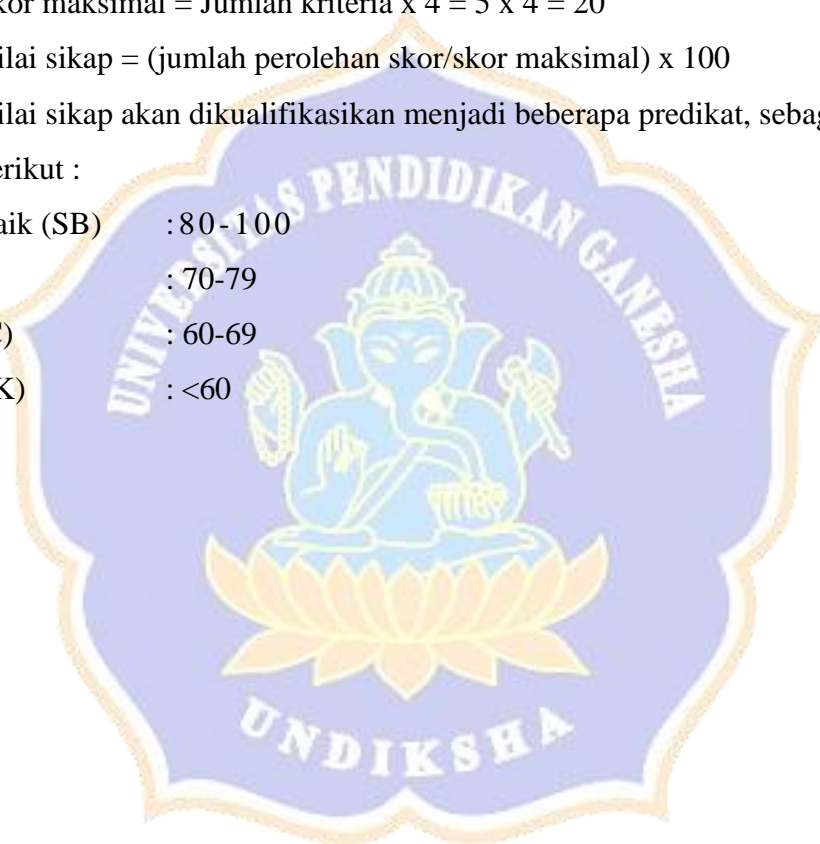 kor maksimal = Jumlah kriteria x 4 = 5 x 4 = 20
ilai sikap = (jumlah perolehan skor/skor maksimal) x 100
ilai sikap akan dikualifikasikan menjadi beberapa predikat, sebag
erikut :
aik (SB) : 80-100
: 70-79
) : 60-69
K) : <60
UNIVERSITAS PENDIDIKAN GANESHA
UNDIKSHA